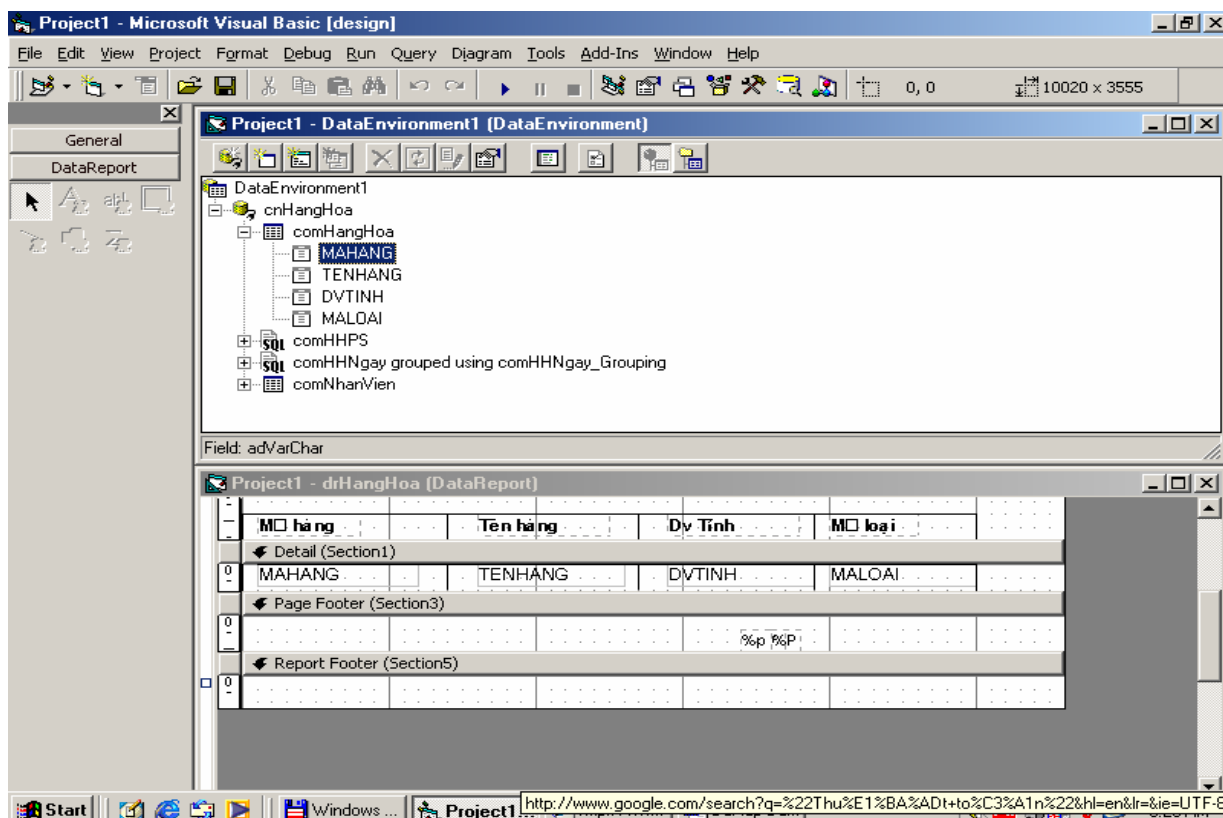 Project1 - Microsoft Visual Basic [design]
File Edit View Project Format Debug Run Query Diagram Tools Add-Ins Window Help
0, 0 10020 x 3555
General
DataReport
Project1 - DataEnvironment1 (DataEnvironment)
DataEnvironment1
cnHangHoa
comHangHoa
MAHANG
TENHANG
DVTINH
MALOAI
SQL comHHPS
SQL comHHNgay grouped using comHHNgay_Grouping
comNhanVien
Field: adVarChar
Project1 - drHangHoa (DataReport)
M□ hàng Tên hàng Dv Tính M□ loại
Detail (Section1)
MAHANG TENHANG DVTINH MALOAI
Page Footer (Section3)
%p %P
Report Footer (Section5)
Start Windows ... Project1...
http://www.google.com/search?q=%22Thu%E1%BA%ADt+to%C3%A1n%22&hl=en&lr=&ie=UTF-8